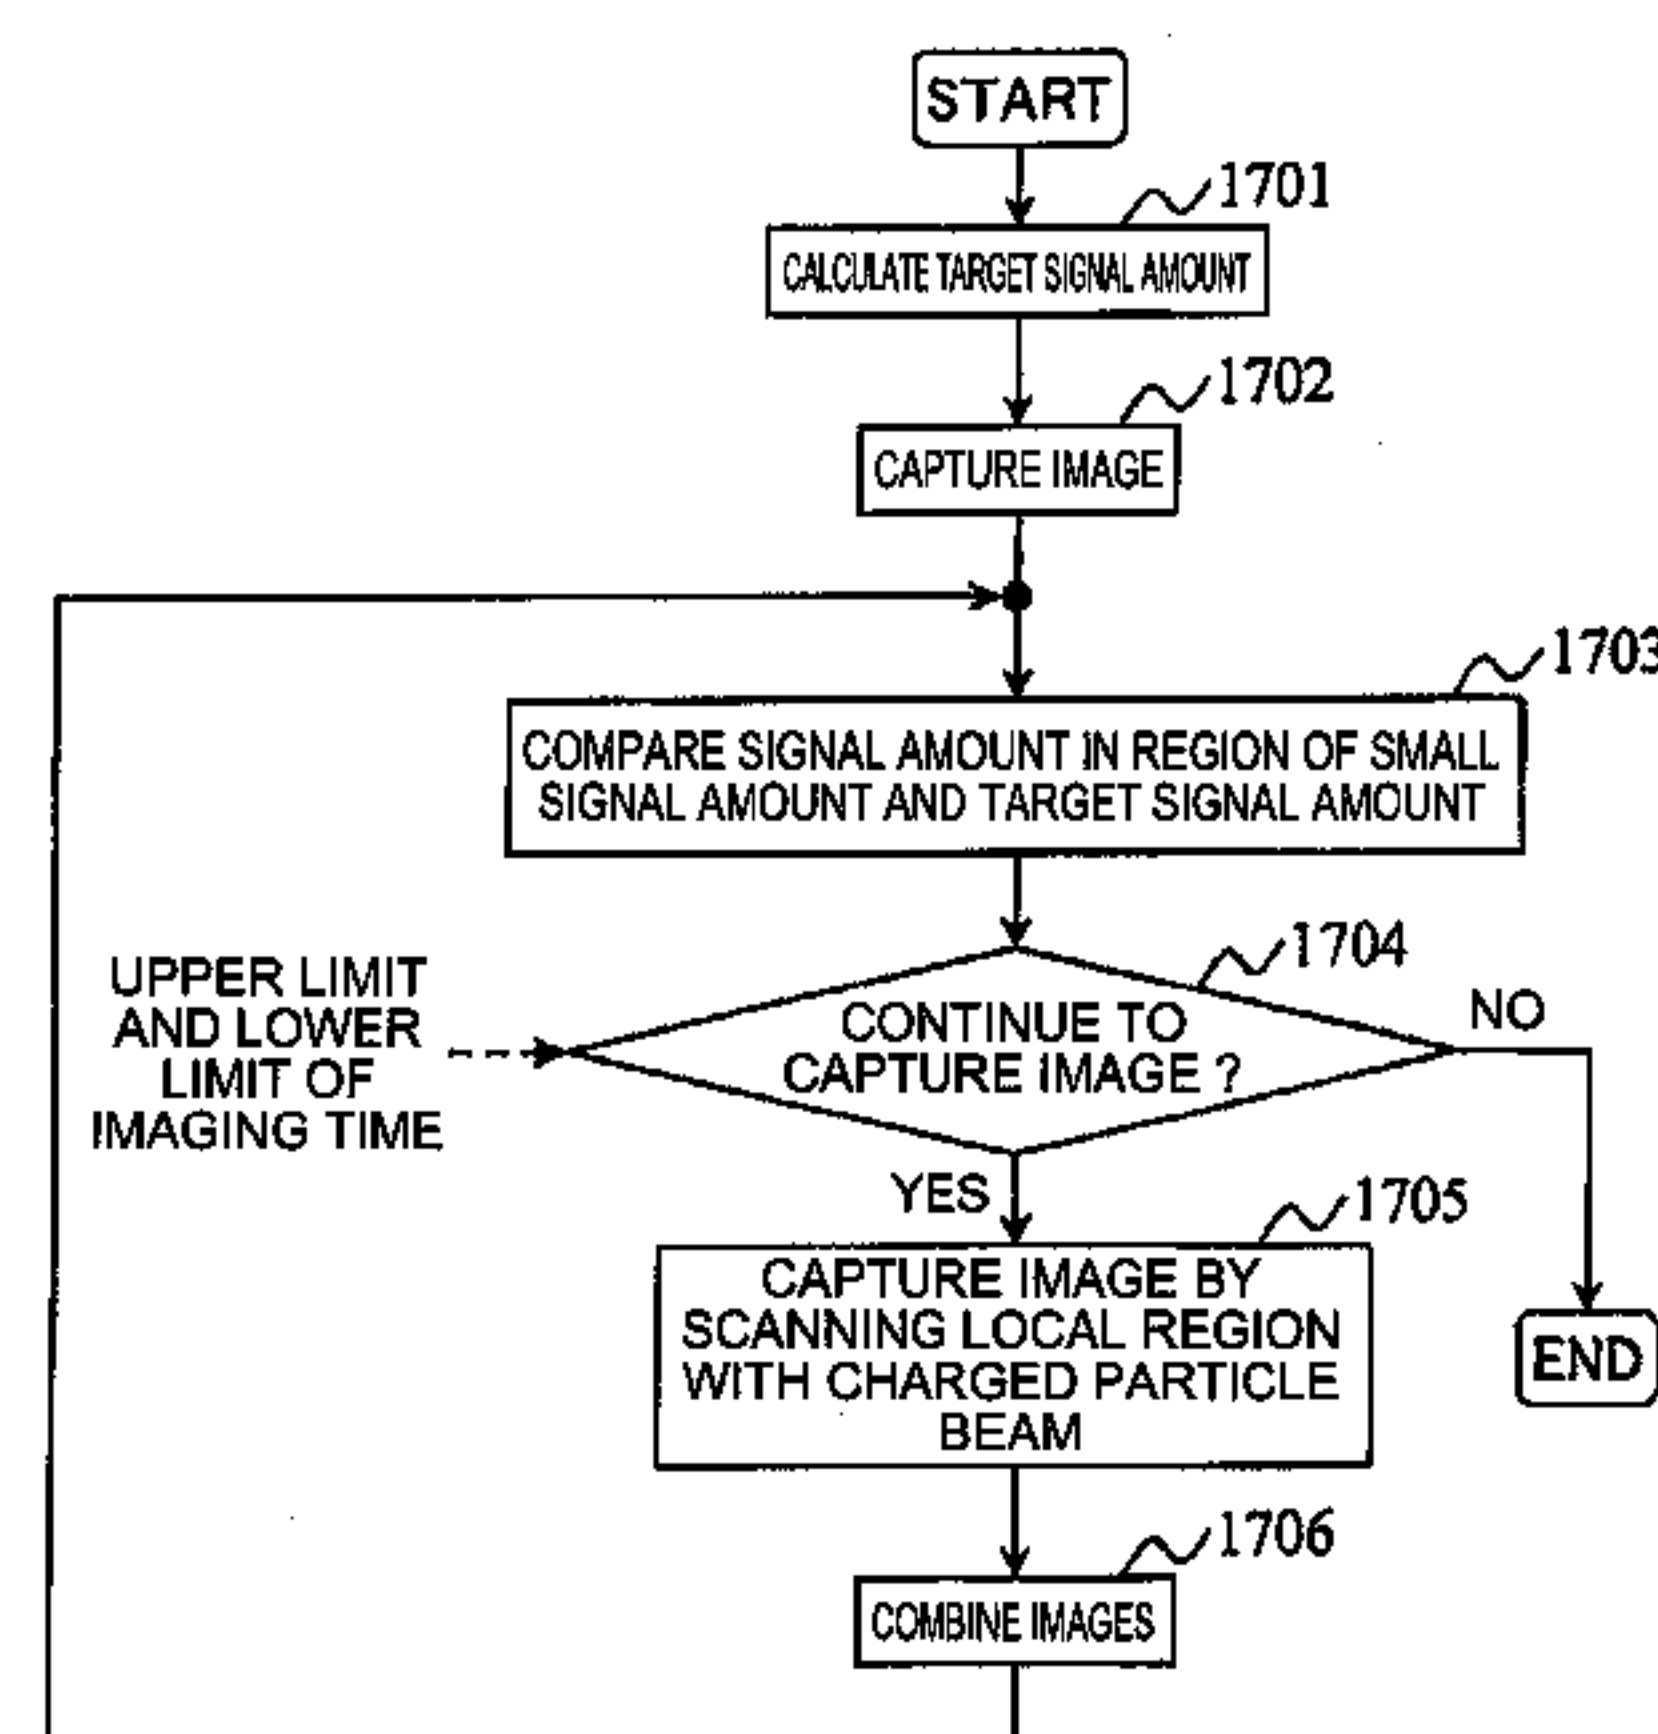 START
1701
CALCULATE TARGET SIGNAL AMOUNT
1702
CAPTURE IMAGE
1703
COMPARE SIGNAL AMOUNT IN REGION OF SMALL
SIGNAL AMOUNT AND TARGET SIGNAL AMOUNT
1704
UPPER LIMIT
AND LOWER
LIMIT OF
IMAGING TIME
CONTINUE TO
CAPTURE IMAGE ?
NO
YES
1705
CAPTURE IMAGE BY
SCANNING LOCAL REGION
WITH CHARGED PARTICLE
BEAM
END
1706
COMBINE IMAGES